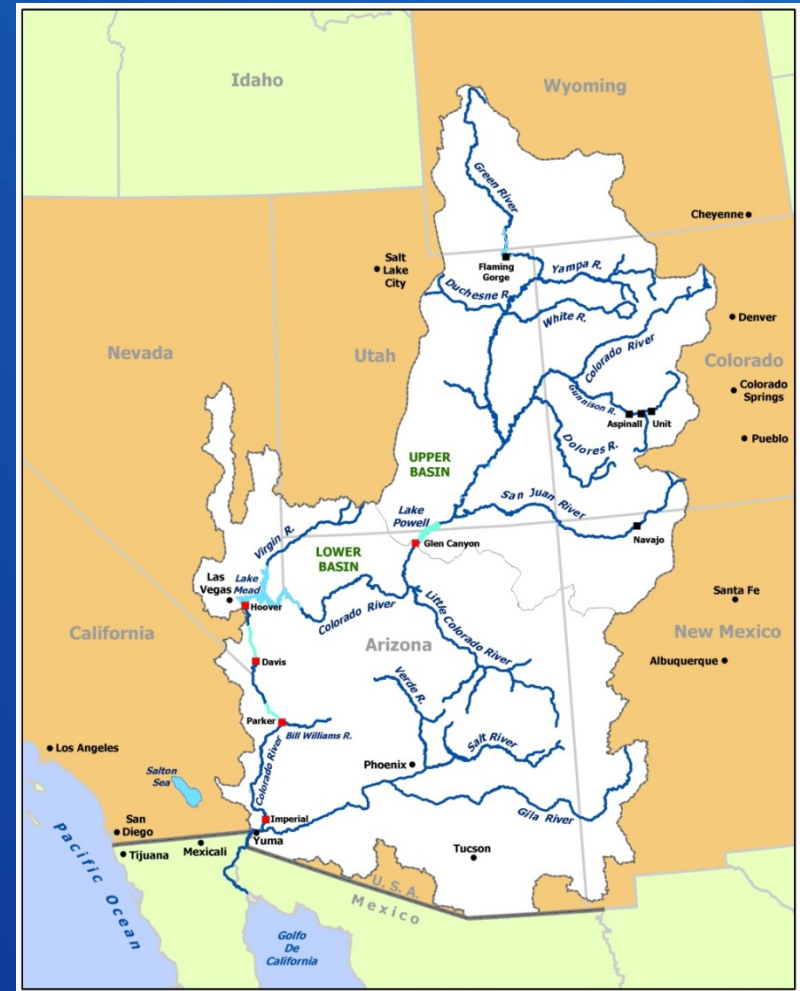 Idaho
Wyoming
Green River
Cheyenne
Salt
Lake
City
Flaming
Gorge
Yampa R.
Duchesne R.
White R.
Denver
Nevada
Utah
Colorado River
Colorado
Colorado
Springs
Gunnison R.
Aspinall Unit
Pueblo
Dolores R.
UPPER
BASIN
San Juan River
Lake
Powell
Navajo
Glen Canyon
Virgin R.
LOWER
BASIN
Las
Vegas
Lake
Mead
Hoover
Colorado River
Little Colorado River
Santa Fe
California
Arizona
New Mexico
Davis
Albuquerque
Verde R.
Parker
Bill Williams R.
Los Angeles
Colorado River
Salt River
Phoenix
Salton
Sea
Gila River
San
Diego
Imperial
Yuma
Tijuana
Mexicali
Tucson
Pacific Ocean
U.S.A.
Mexico
Golfo
De
California